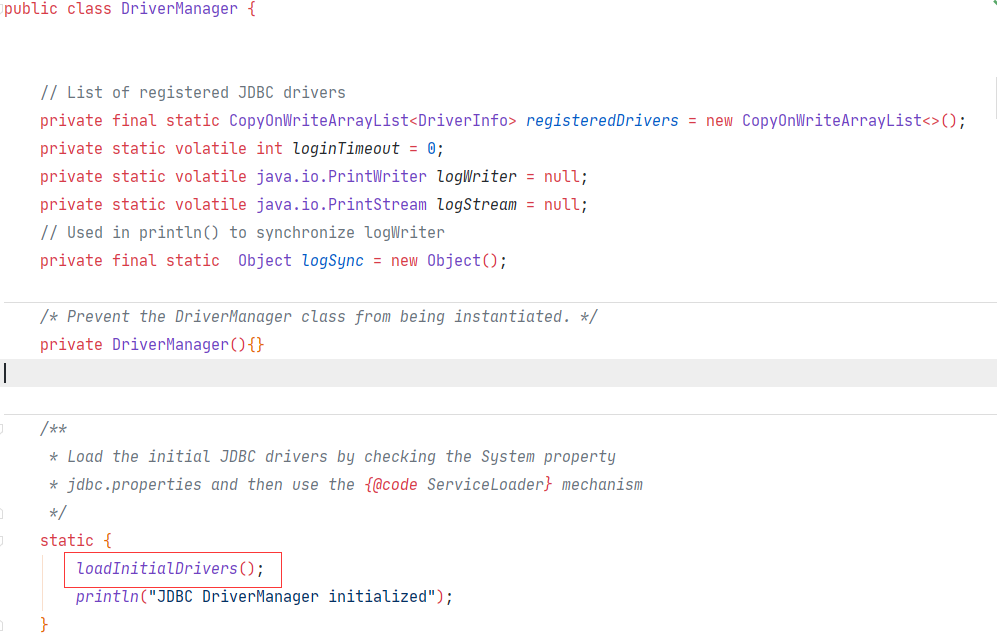 public class DriverManager {
// List of registered JDBC drivers
private final static CopyOnWriteArrayList<DriverInfo> registeredDrivers = new CopyOnWriteArrayList<>();
private static volatile int loginTimeout = 0;
private static volatile java.io.PrintWriter logWriter = null;
private static volatile java.io.PrintStream logStream = null;
// Used in println() to synchronize logWriter
private final static  Object logSync = new Object();
/* Prevent the DriverManager class from being instantiated. */
private DriverManager(){}
/**
 * Load the initial JDBC drivers by checking the System property
 * jdbc.properties and then use the {@code ServiceLoader} mechanism
 */
static {
loadInitialDrivers();
println("JDBC DriverManager initialized");
}